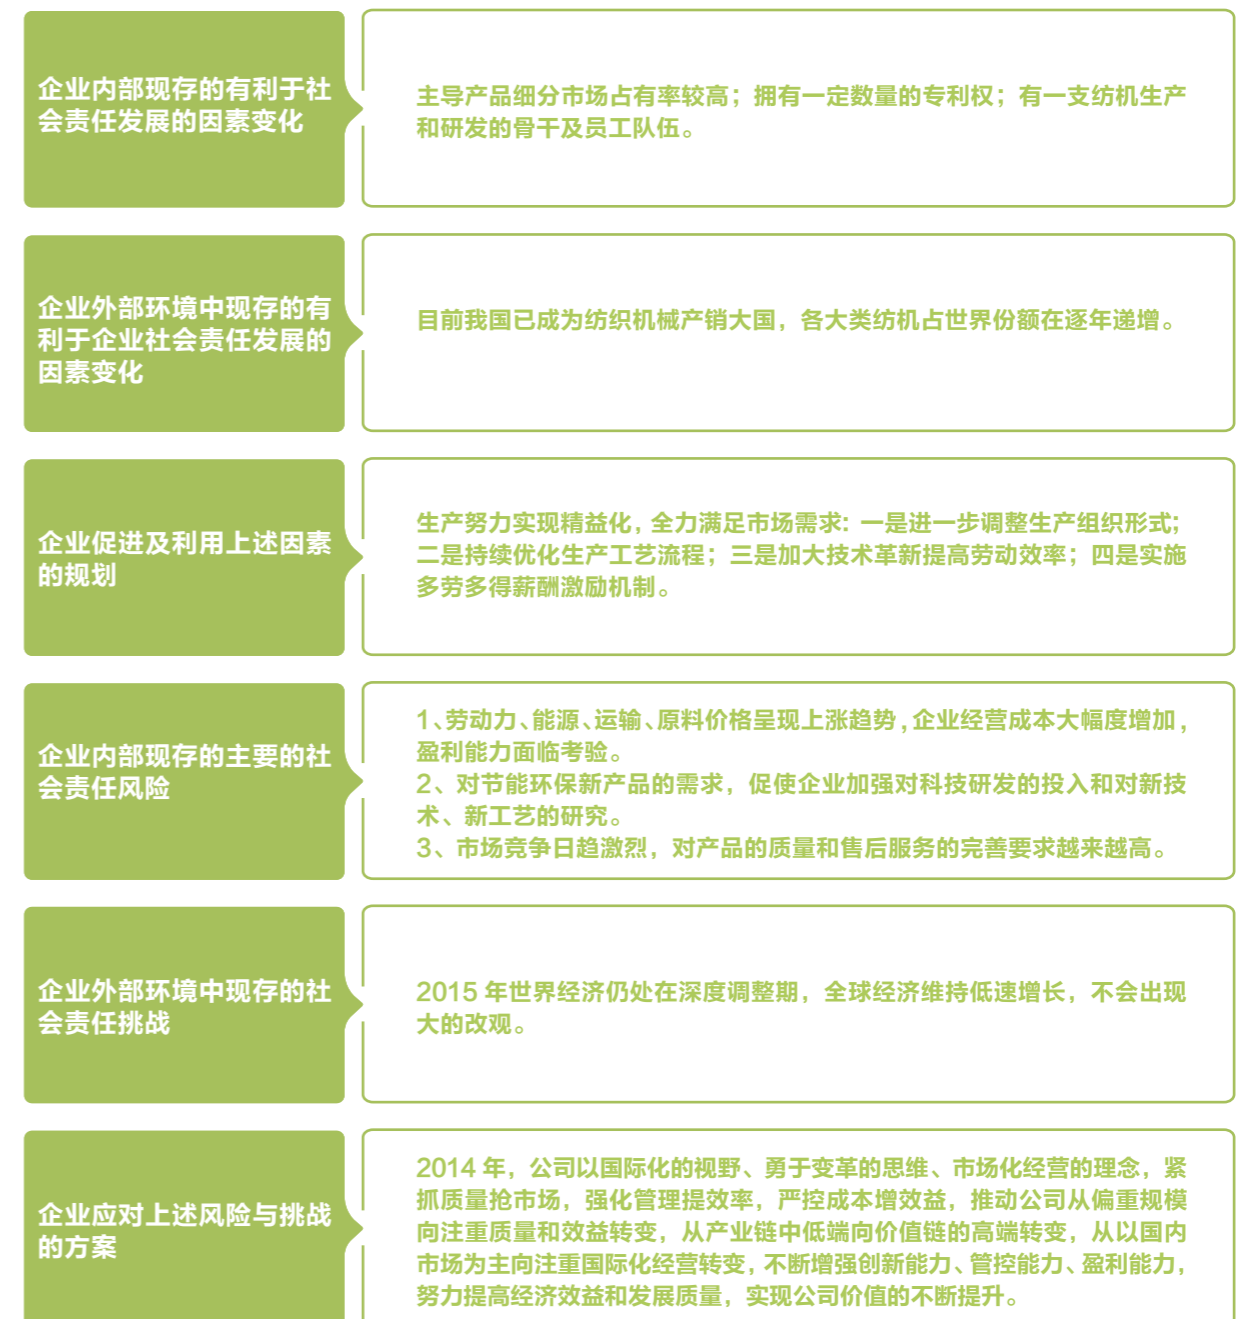 企业内部现存的有利于社
会责任发展的因素变化
主导产品细分市场占有率较高；拥有一定数量的专利权；有一支纺机生产
和研发的骨干及员工队伍。
企业外部环境中现存的有
利于企业社会责任发展的
因素变化
目前我国已成为纺织机械产销大国，各大类纺机占世界份额在逐年递增。
企业促进及利用上述因素
的规划
生产努力实现精益化，全力满足市场需求：一是进一步调整生产组织形式；
二是持续优化生产工艺流程；三是加大技术革新提高劳动效率；四是实施
多劳多得薪酬激励机制。
企业内部现存的主要的社
会责任风险
1、劳动力、能源、运输、原料价格呈现上涨趋势，企业经营成本大幅度增加，
盈利能力面临考验。
2、对节能环保新产品的需求，促使企业加强对科技研发的投入和对新技
术、新工艺的研究。
3、市场竞争日趋激烈，对产品的质量和售后服务的完善要求越来越高。
企业外部环境中现存的社
会责任挑战
2015 年世界经济仍处在深度调整期，全球经济维持低速增长，不会出现
大的改观。
企业应对上述风险与挑战
的方案
2014 年，公司以国际化的视野、勇于变革的思维、市场化经营的理念，紧
抓质量抢市场，强化管理提效率，严控成本增效益，推动公司从偏重规模
向注重质量和效益转变，从产业链中低端向价值链的高端转变，从以国内
市场为主向注重国际化经营转变，不断增强创新能力、管控能力、盈利能力，
努力提高经济效益和发展质量，实现公司价值的不断提升。